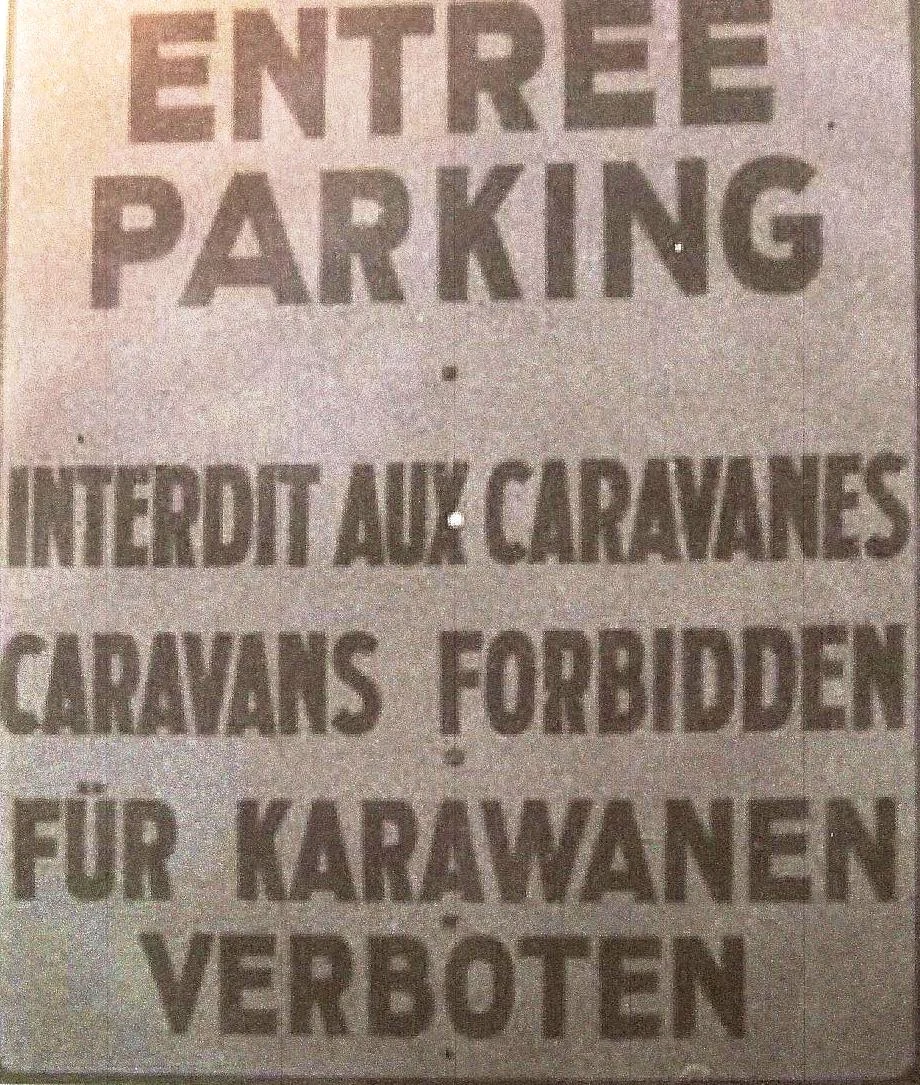 ENTREE
PARKING
INTERDIT AUX CARAVANES
CARAVANS FORBIDDEN
FÜR KARAWANEN
VERBOTEN